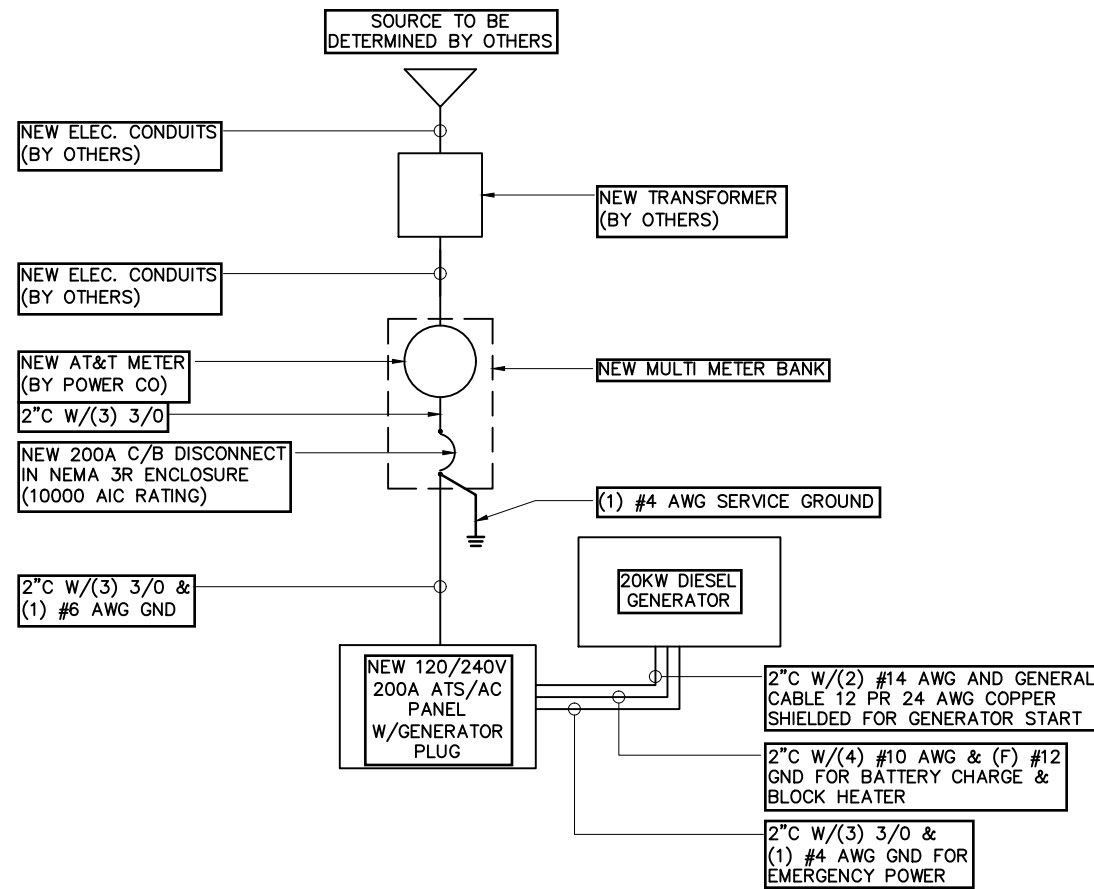 SOURCE TO BE
DETERMINED BY OTHERS
NEW ELEC. CONDUITS
(BY OTHERS)
NEW TRANSFORMER
(BY OTHERS)
NEW ELEC. CONDUITS
(BY OTHERS)
NEW AT&T METER
(BY POWER CO)
NEW MULTI METER BANK
2"C W/(3) 3/0
NEW 200A C/B DISCONNECT
IN NEMA 3R ENCLOSURE
(10000 AIC RATING)
(1) #4 AWG SERVICE GROUND
2"C W/(3) 3/0 &
(1) #6 AWG GND
20KW DIESEL
GENERATOR
NEW 120/240V
200A ATS/AC
PANEL
W/GENERATOR
PLUG
2"C W/(2) #14 AWG AND GENERAL
CABLE 12 PR 24 AWG COPPER
SHIELDED FOR GENERATOR START
2"C W/(4) #10 AWG & (F) #12
GND FOR BATTERY CHARGE &
BLOCK HEATER
2"C W/(3) 3/0 &
(1) #4 AWG GND FOR
EMERGENCY POWER